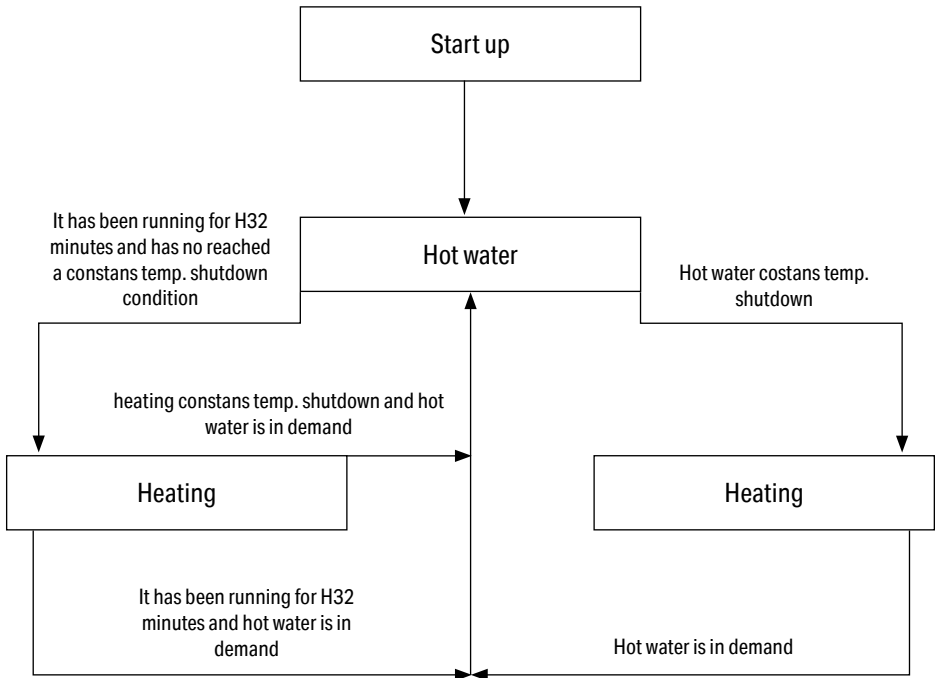 Start up
It has been running for H32
minutes and has no reached
a constans temp. shutdown
condition
Hot water
Hot water costans temp.
shutdown
heating constans temp. shutdown and hot
water is in demand
Heating
Heating
It has been running for H32
minutes and hot water is in
demand
Hot water is in demand